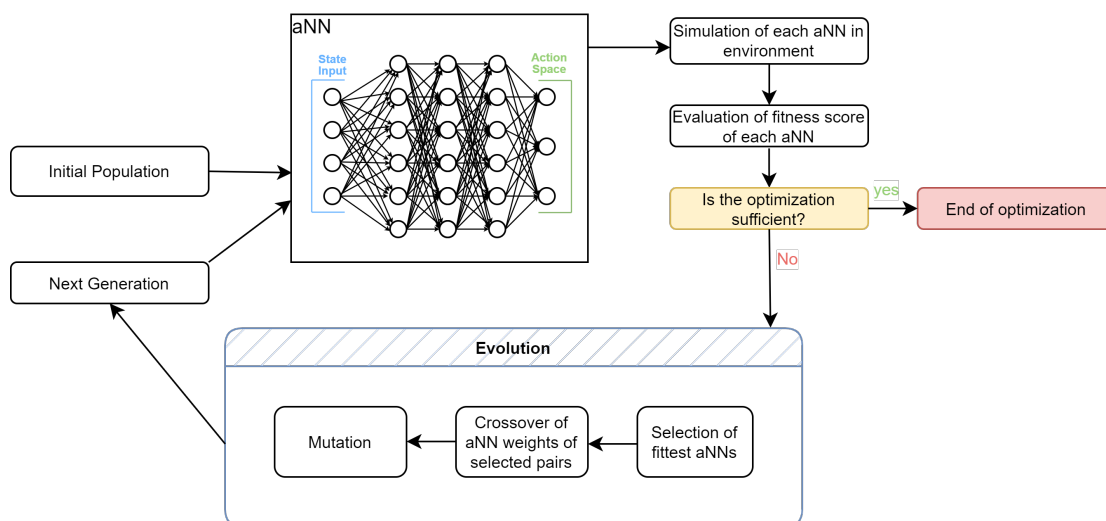 aNN
State
Input
Action
Space
Simulation of each aNN in
environment
Evaluation of fitness score
of each aNN
Initial Population
Is the optimization
sufficient?
yes
End of optimization
No
Next Generation
Evolution
Mutation
Crossover of
aNN weights of
selected pairs
Selection of
fittest aNNs